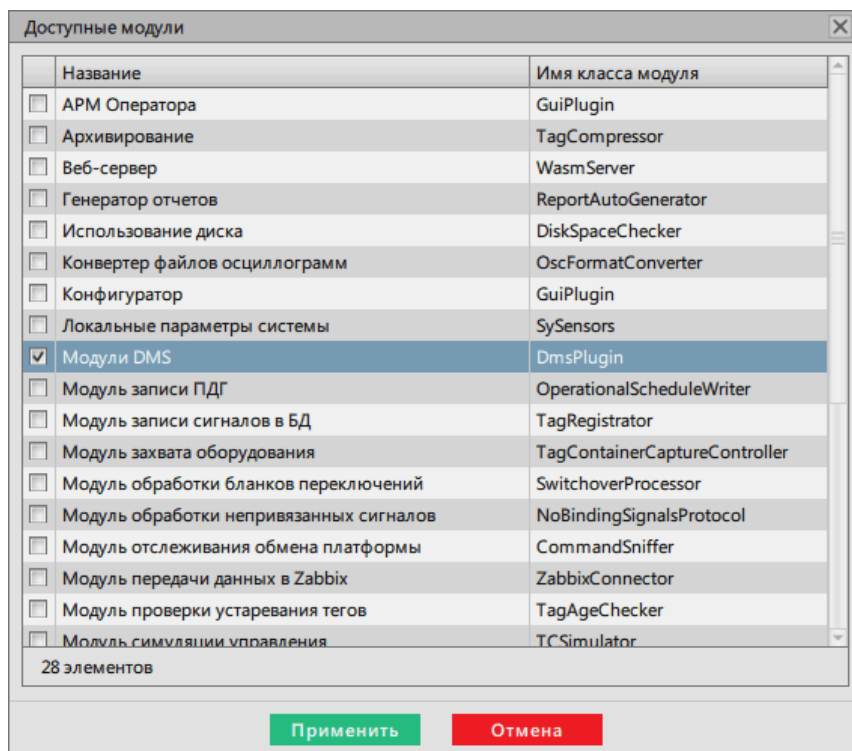 Доступные модули
Название Имя класса модуля
АРМ Оператора GuiPlugin
Архивирование TagCompressor
Веб-сервер WasmServer
Генератор отчетов ReportAutoGenerator
Использование диска DiskSpaceChecker
Конвертер файлов осциллограмм OscFormatConverter
Конфигуратор GuiPlugin
Локальные параметры системы SySensors
Модули DMS DmsPlugin
Модуль записи ПДГ OperationalScheduleWriter
Модуль записи сигналов в БД TagRegistrator
Модуль захвата оборудования TagContainerCaptureController
Модуль обработки бланков переключений SwitchoverProcessor
Модуль обработки непривязанных сигналов NoBindingSignalsProtocol
Модуль отслеживания обмена платформы CommandSniffer
Модуль передачи данных в Zabbix ZabbixConnector
Модуль проверки устаревания тегов TagAgeChecker
Модуль симуляции управления TCSimulator
28 элементов
Применить Отмена